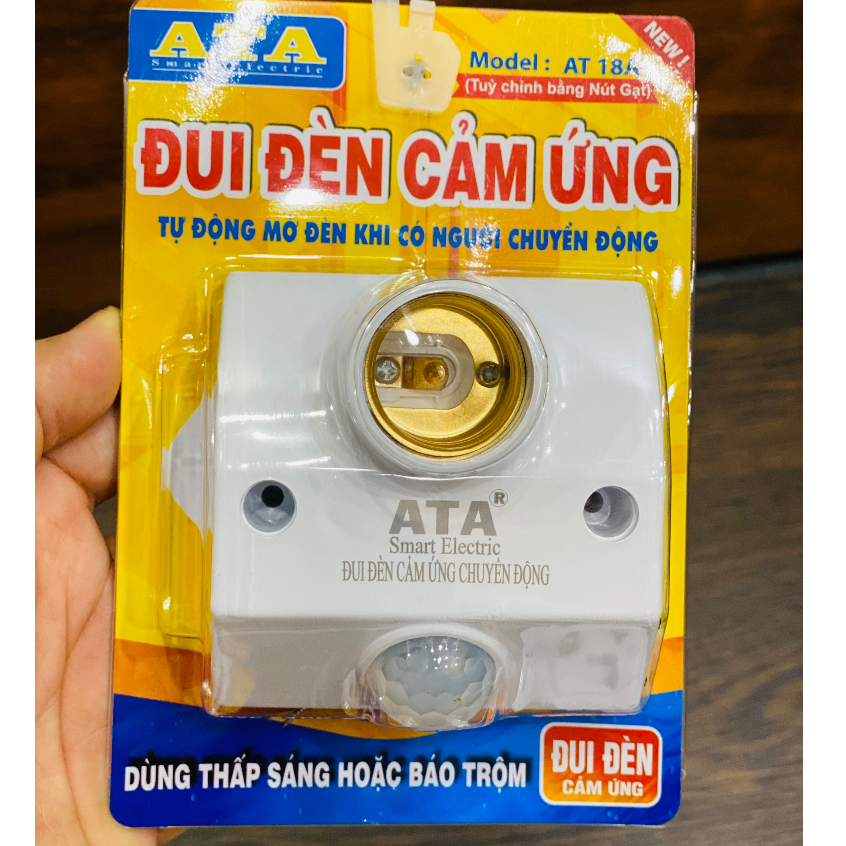 ATA
Smart Electric
Model : AT 18A
NEW !
(Tuỳ chỉnh bằng Nút Gạt)
ĐUI ĐÈN CẢM ỨNG
TỰ ĐỘNG MỞ ĐÈN KHI CÓ NGƯỜI CHUYỂN ĐỘNG
ATA®
Smart Electric
ĐUI ĐÈN CẢM ỨNG CHUYỂN ĐỘNG
DÙNG THẤP SÁNG HOẶC BÁO TRỘM
ĐUI ĐÈN
CẢM ỨNG